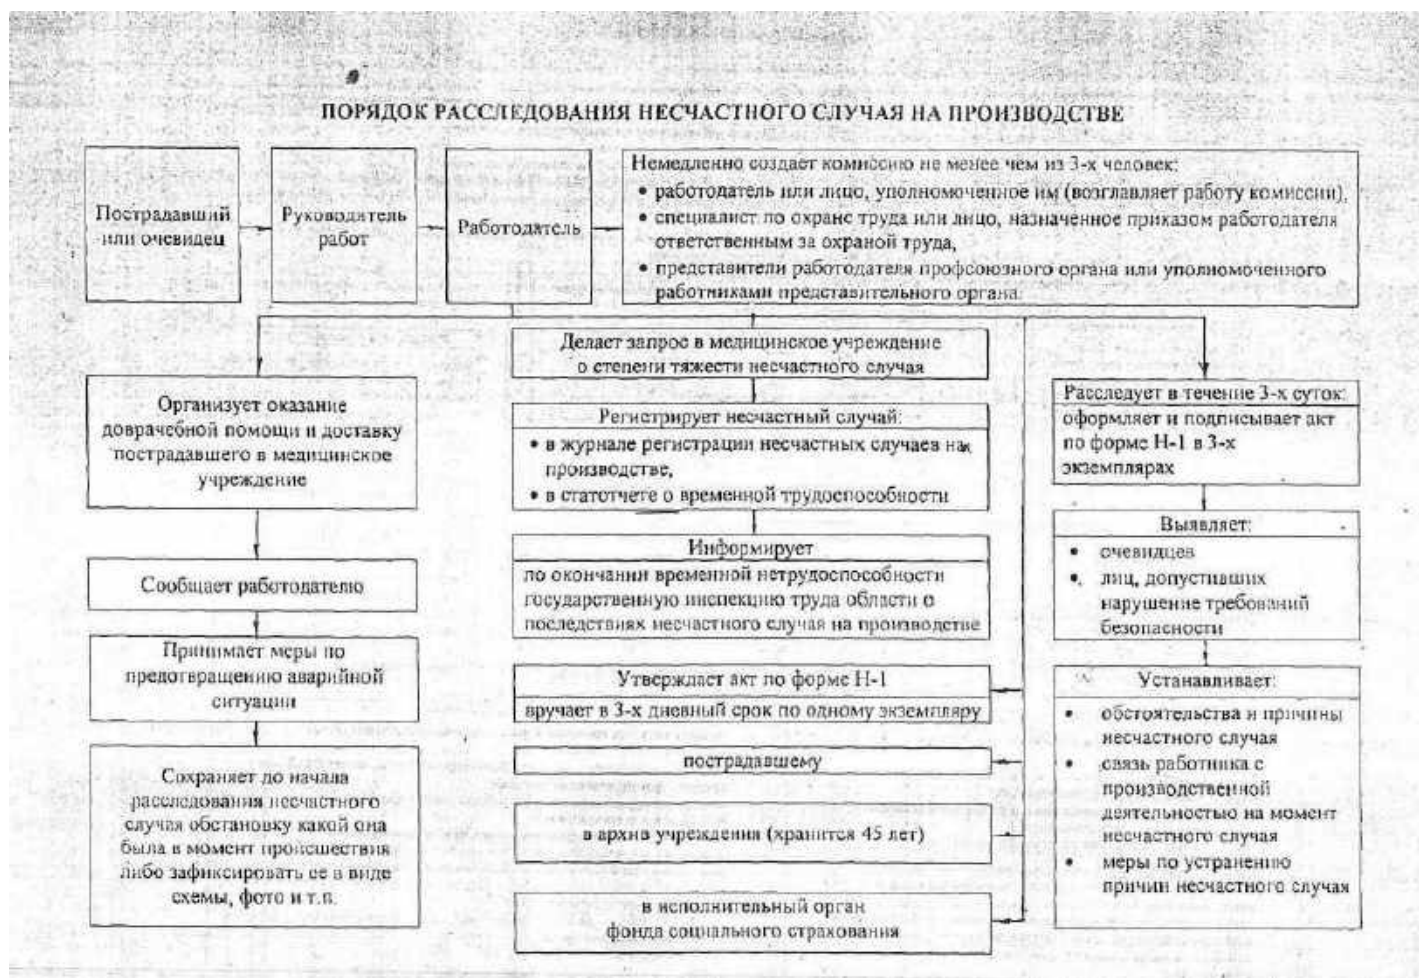 ПОРЯДОК РАССЛЕДОВАНИЯ НЕСЧАСТНОГО СЛУЧАЯ НА ПРОИЗВОДСТВЕ
Пострадавший
или очевидец
Руководитель
работ
Работодатель
Немедленно создает комиссию не менее чем из 3-х человек:
• работодатель или лицо, уполномоченное им (возглавляет работу комиссии),
• специалист по охране труда или лицо, назначенное приказом работодателя
ответственным за охраной труда,
• представители работодателя профсоюзного органа или уполномоченного
работниками представительного органа.
Организует оказание
доврачебной помощи и доставку
пострадавшего в медицинское
учреждение
Сообщает работодателю
Принимает меры по
предотвращению аварийной
ситуации
Сохраняет до начала
расследования несчастного
случая обстановку какой она
была в момент происшествия
либо зафиксировать ее в виде
схемы, фото и т.п.
Делает запрос в медицинское учреждение
о степени тяжести несчастного случая
Регистрирует несчастный случай:
• в журнале регистрации несчастных случаев на
производстве,
• в статотчете о временной трудоспособности
Информирует
по окончании временной нетрудоспособности
государственную инспекцию труда области о
последствиях несчастного случая на производстве
Утверждает акт по форме Н-1
вручает в 3-х дневный срок по одному экземпляру
пострадавшему
в архив учреждения (хранится 45 лет)
в исполнительный орган
фонда социального страхования
Расследует в течение 3-х суток:
оформляет и подписывает акт
по форме Н-1 в 3-х
экземплярах
Выявляет:
• очевидцев
• лиц, допустивших
нарушение требований
безопасности
Устанавливает:
• обстоятельства и причины
несчастного случая
• связь работника с
производственной
деятельностью на момент
несчастного случая
• меры по устранению
причин несчастного случая